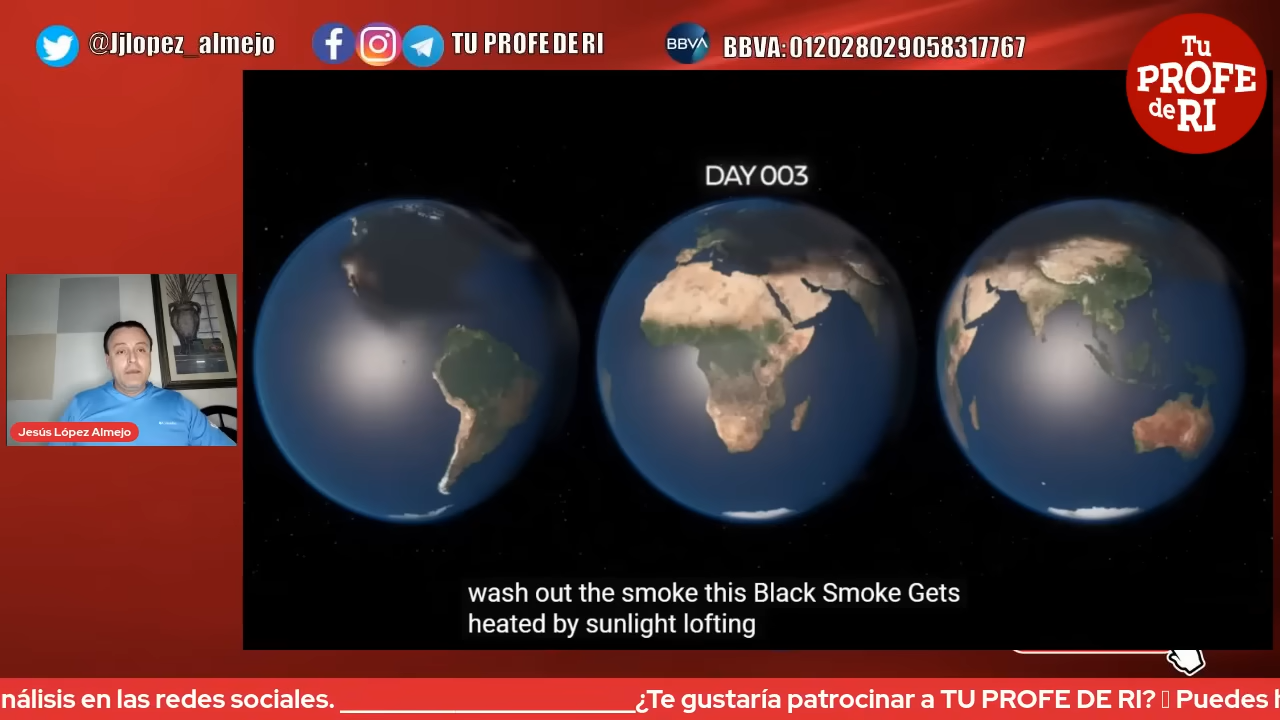 @Jjlopez_almejo
TU PROFE DE RI
BBVA
BBVA: 012028029058317767
Tu
PROFE
de RI
DAY 003
Jesús López Almejo
wash out the smoke this Black Smoke Gets
heated by sunlight lofting
nálisis en las redes sociales. ______________________¿Te gustaría patrocinar a TU PROFE DE RI? Puedes